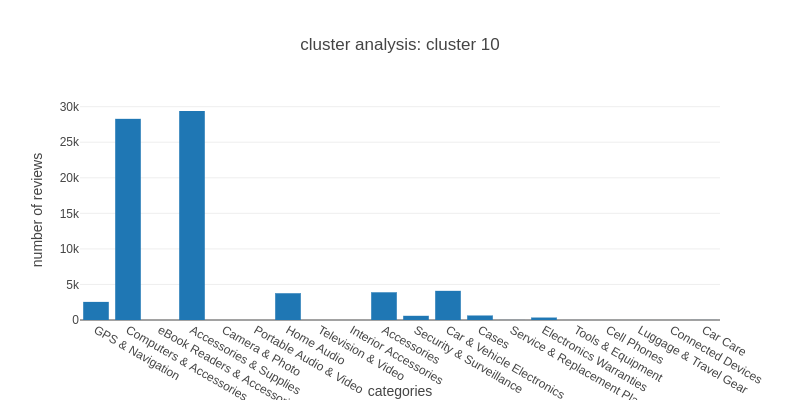 cluster analysis: cluster 10
number of reviews
30k
25k
20k
15k
10k
5k
0
GPS & Navigation
Computers & Accessories
eBook Readers & Accessori
Accessories & Supplies
Camera & Photo
Portable Audio & Video
Home Audio
Television & Video
Interior Accessories
Accessories
Security & Surveillance
Car & Vehicle Electronics
Cases
Service & Replacement Pla
Electronics Warranties
Tools & Equipment
Cell Phones
Luggage & Travel Gear
Connected Devices
Car Care
categories